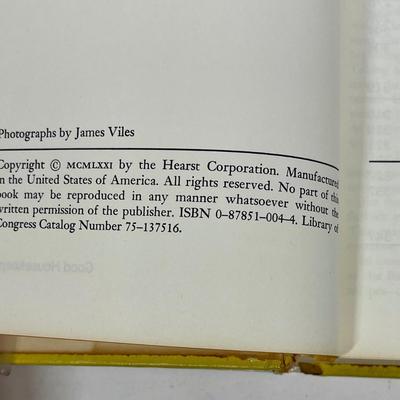 Photographs by James Viles
Copyright © MCMLXXI by the Hearst Corporation. Manufactured
in the United States of America. All rights reserved. No part of this
book may be reproduced in any manner whatsoever without the
written permission of the publisher. ISBN 0-87851-004-4. Library of
Congress Catalog Number 75-137516.